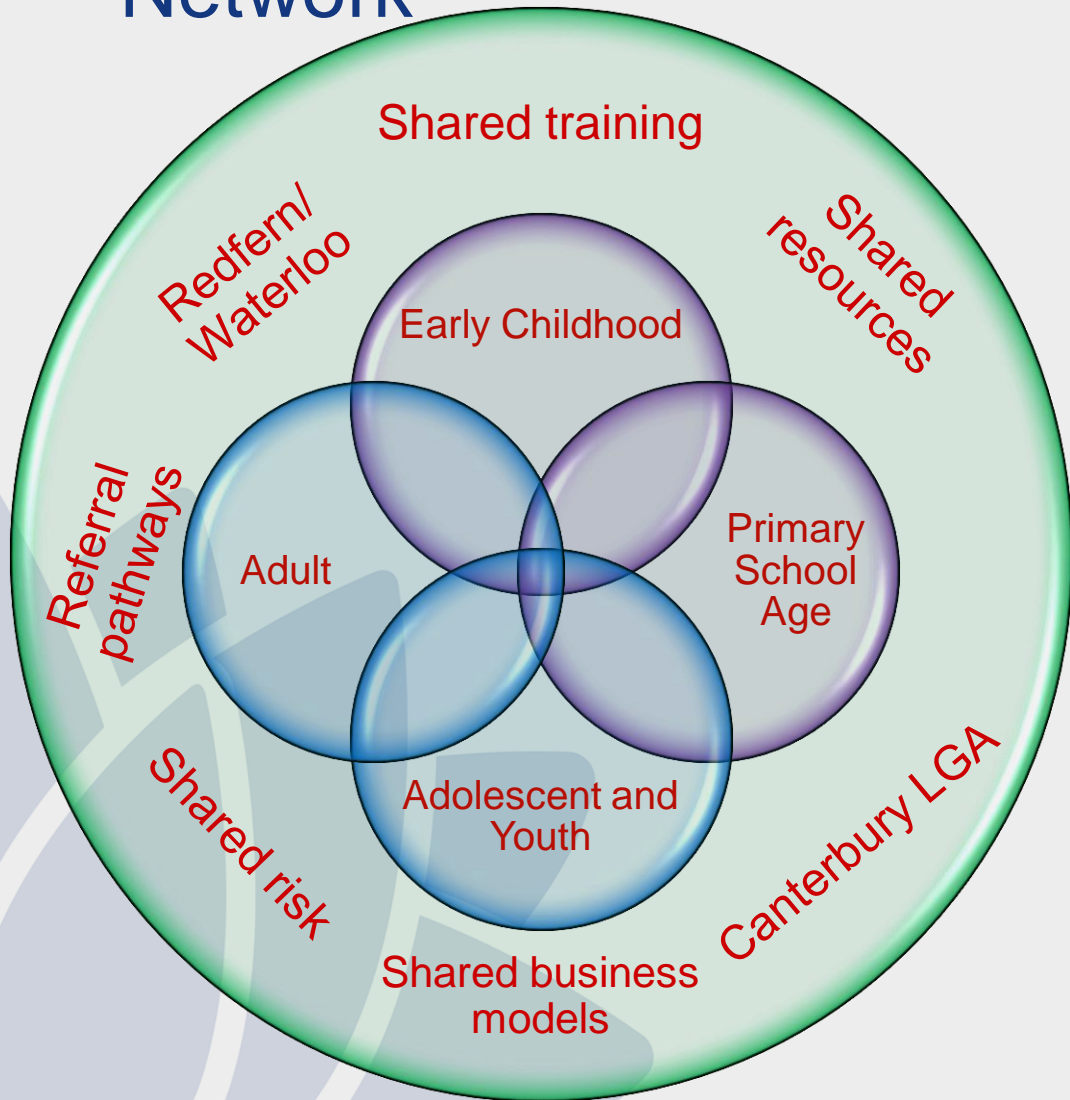 Network
Shared training
Redfern/
Waterloo
Shared
resources
Early Childhood
Referral
pathways
Adult
Primary
School
Age
Shared risk
Adolescent and
Youth
Canterbury LGA
Shared business
models